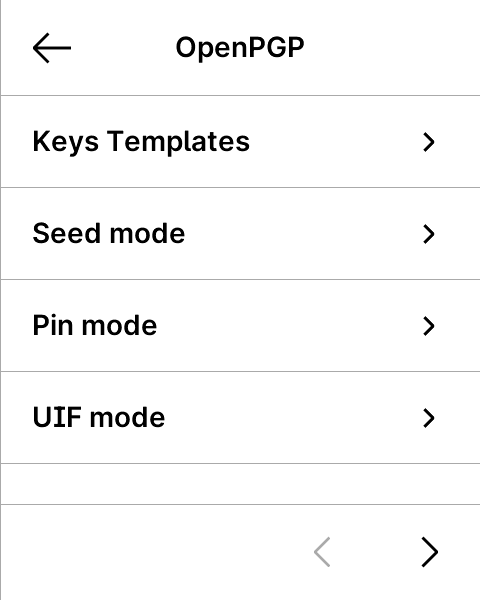 OpenPGP
Keys Templates
Seed mode
Pin mode
UIF mode